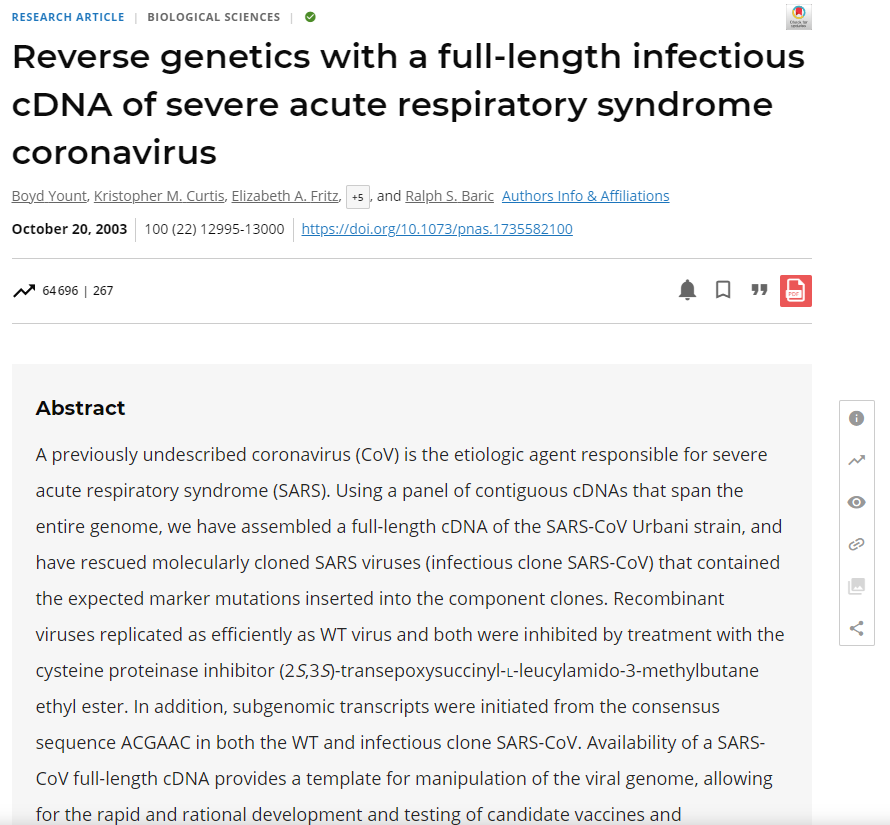 RESEARCH ARTICLE | BIOLOGICAL SCIENCES |
Check for updates
Reverse genetics with a full-length infectious
cDNA of severe acute respiratory syndrome
coronavirus
Boyd Yount, Kristopher M. Curtis, Elizabeth A. Fritz, +5 , and Ralph S. Baric Authors Info & Affiliations
October 20, 2003 100 (22) 12995-13000 https://doi.org/10.1073/pnas.1735582100
64696 | 267
PDF
Abstract
A previously undescribed coronavirus (CoV) is the etiologic agent responsible for severe
acute respiratory syndrome (SARS). Using a panel of contiguous cDNAs that span the
entire genome, we have assembled a full-length cDNA of the SARS-CoV Urbani strain, and
have rescued molecularly cloned SARS viruses (infectious clone SARS-CoV) that contained
the expected marker mutations inserted into the component clones. Recombinant
viruses replicated as efficiently as WT virus and both were inhibited by treatment with the
cysteine proteinase inhibitor (2S,3S)-transepoxysuccinyl-L-leucylamido-3-methylbutane
ethyl ester. In addition, subgenomic transcripts were initiated from the consensus
sequence ACGAAC in both the WT and infectious clone SARS-CoV. Availability of a SARS-
CoV full-length cDNA provides a template for manipulation of the viral genome, allowing
for the rapid and rational development and testing of candidate vaccines and